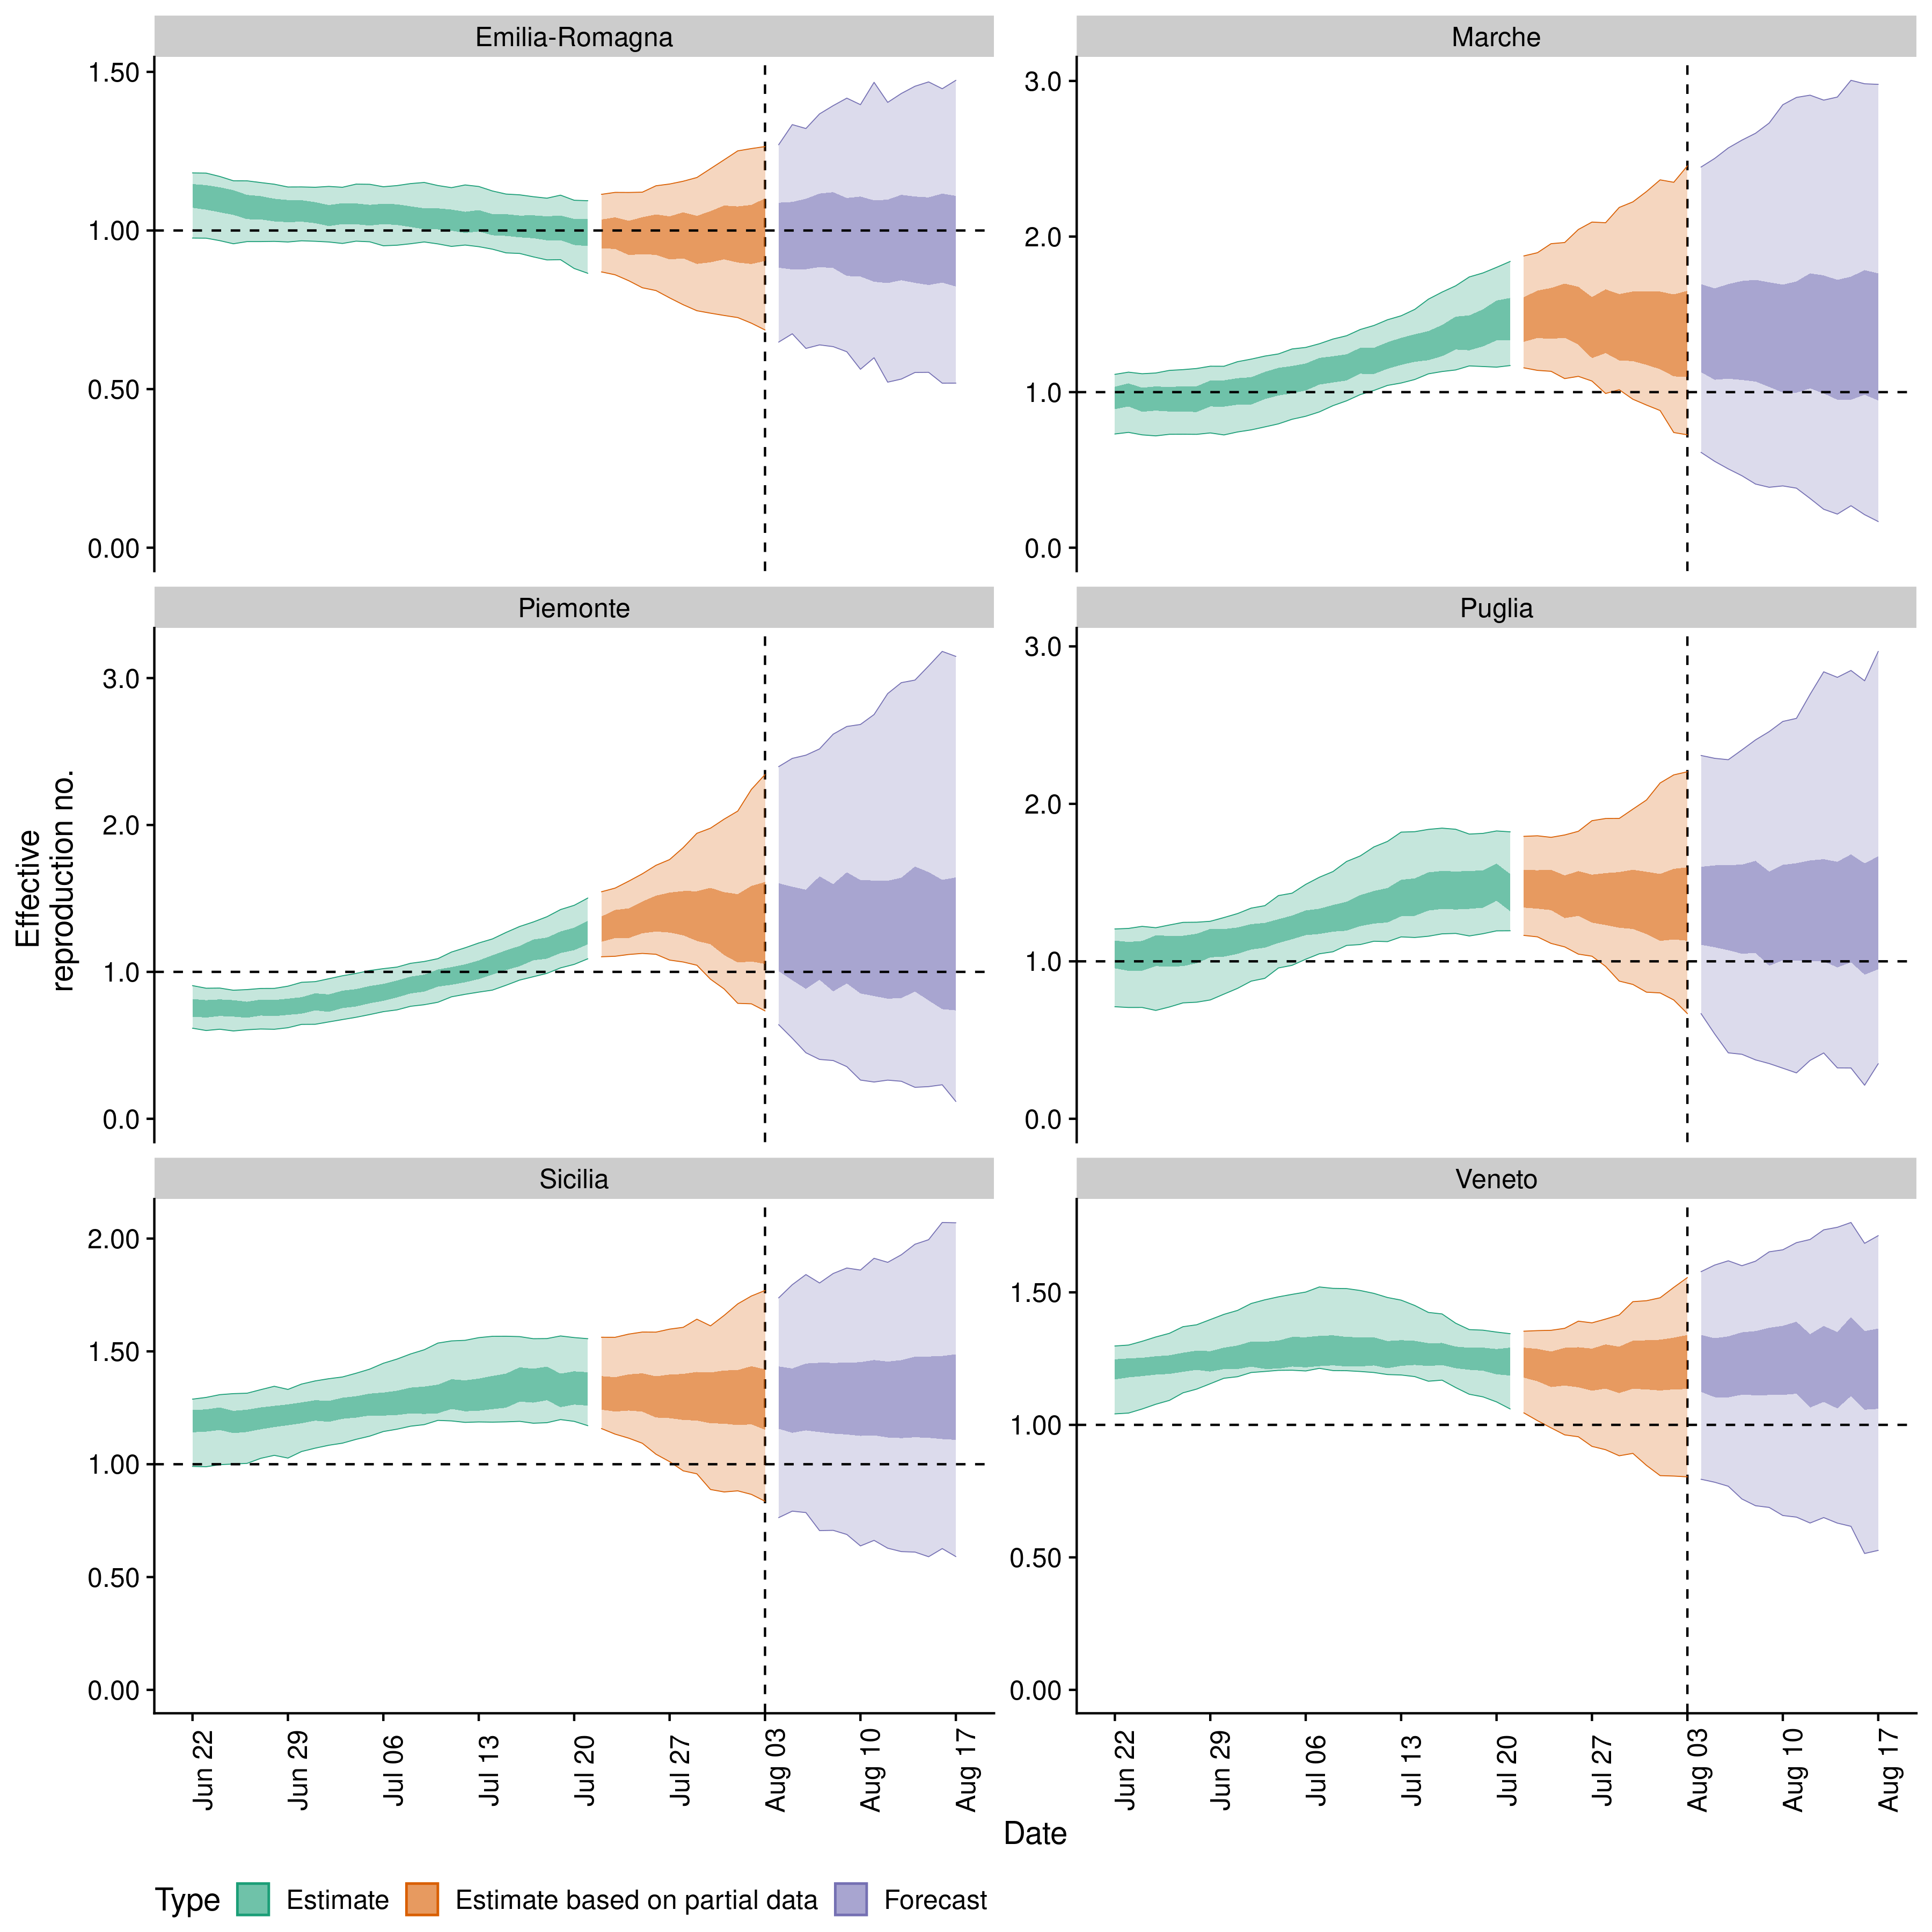 Emilia-Romagna
Marche
1.50
1.00
0.50
0.00
3.0
2.0
1.0
0.0
Piemonte
Puglia
3.0
2.0
1.0
0.0
3.0
2.0
1.0
0.0
Sicilia
Veneto
2.00
1.50
1.00
0.50
0.00
1.50
1.00
0.50
0.00
Effective
reproduction no.
Jun 22
Jun 29
Jul 06
Jul 13
Jul 20
Jul 27
Aug 03
Aug 10
Aug 17
Jun 22
Jun 29
Jul 06
Jul 13
Jul 20
Jul 27
Aug 03
Aug 10
Aug 17
Date
Type Estimate Estimate based on partial data Forecast